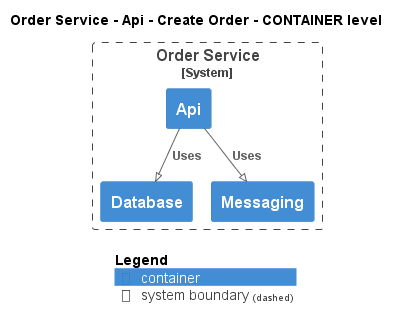 Order Service - Api - Create Order - CONTAINER level
Order Service
[System]
Api
Uses
Uses
Database
Messaging
Legend
container
system boundary (dashed)